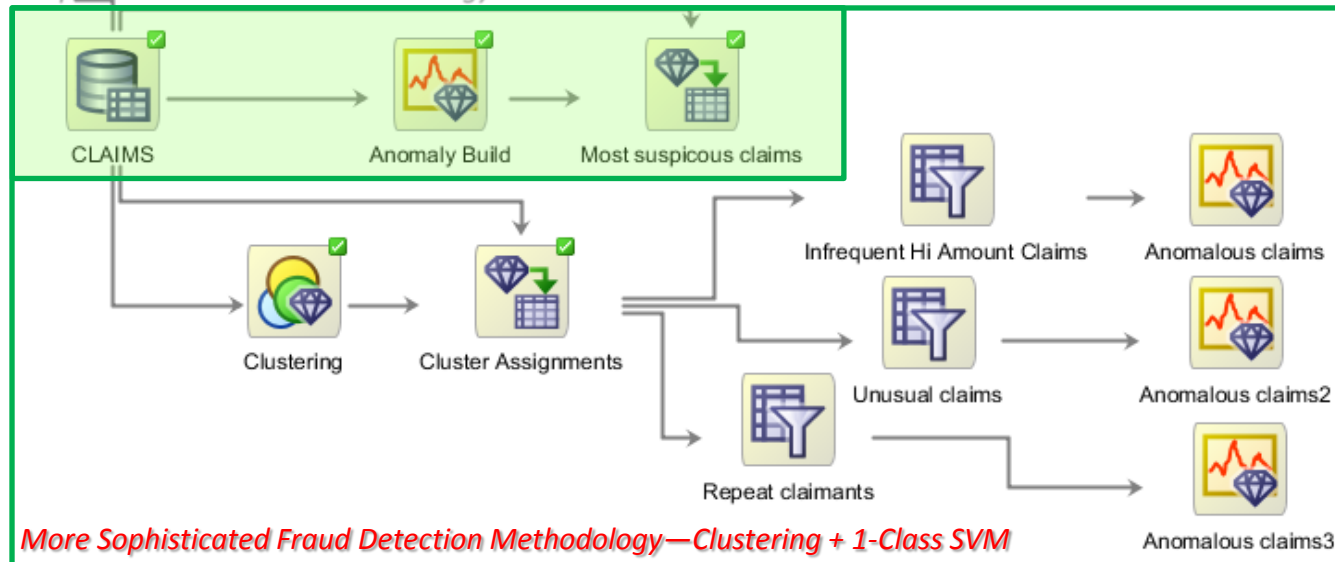 CLAIMS
Anomaly Build
Most suspicous claims
Infrequent Hi Amount Claims
Anomalous claims
Clustering
Cluster Assignments
Unusual claims
Anomalous claims2
Repeat claimants
More Sophisticated Fraud Detection Methodology—Clustering + 1-Class SVM
Anomalous claims3